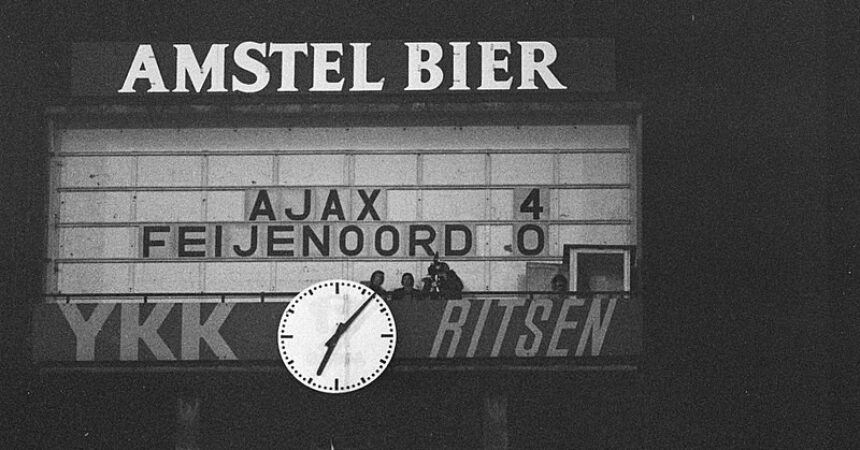 AMSTEL BIER
AJAX 4
FEIJENOORD 0
YKK RITSEN